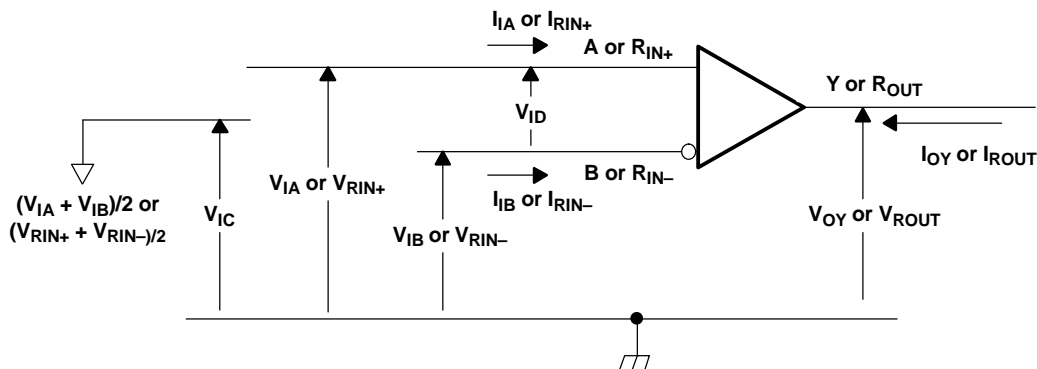 I_IA or I_RIN+
A or R_IN+
Y or R_OUT
V_ID
I_OY or I_ROUT
B or R_IN–
V_IA or V_RIN+
I_IB or I_RIN–
(V_IA + V_IB)/2 or
(V_RIN+ + V_RIN–)/2
V_IC
V_IB or V_RIN–
V_OY or V_ROUT